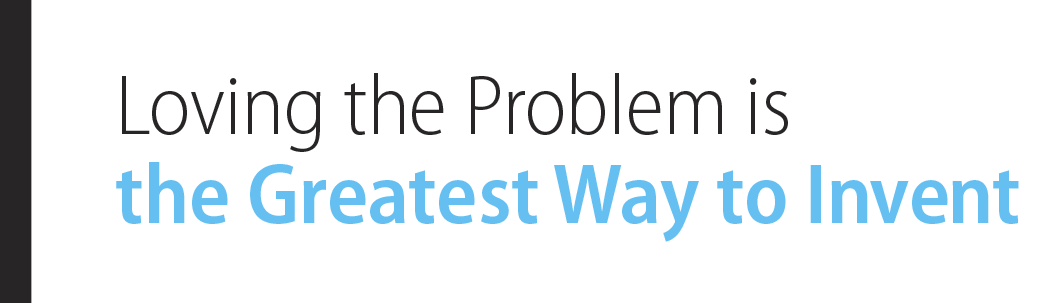 Loving the Problem is
the Greatest Way to Invent